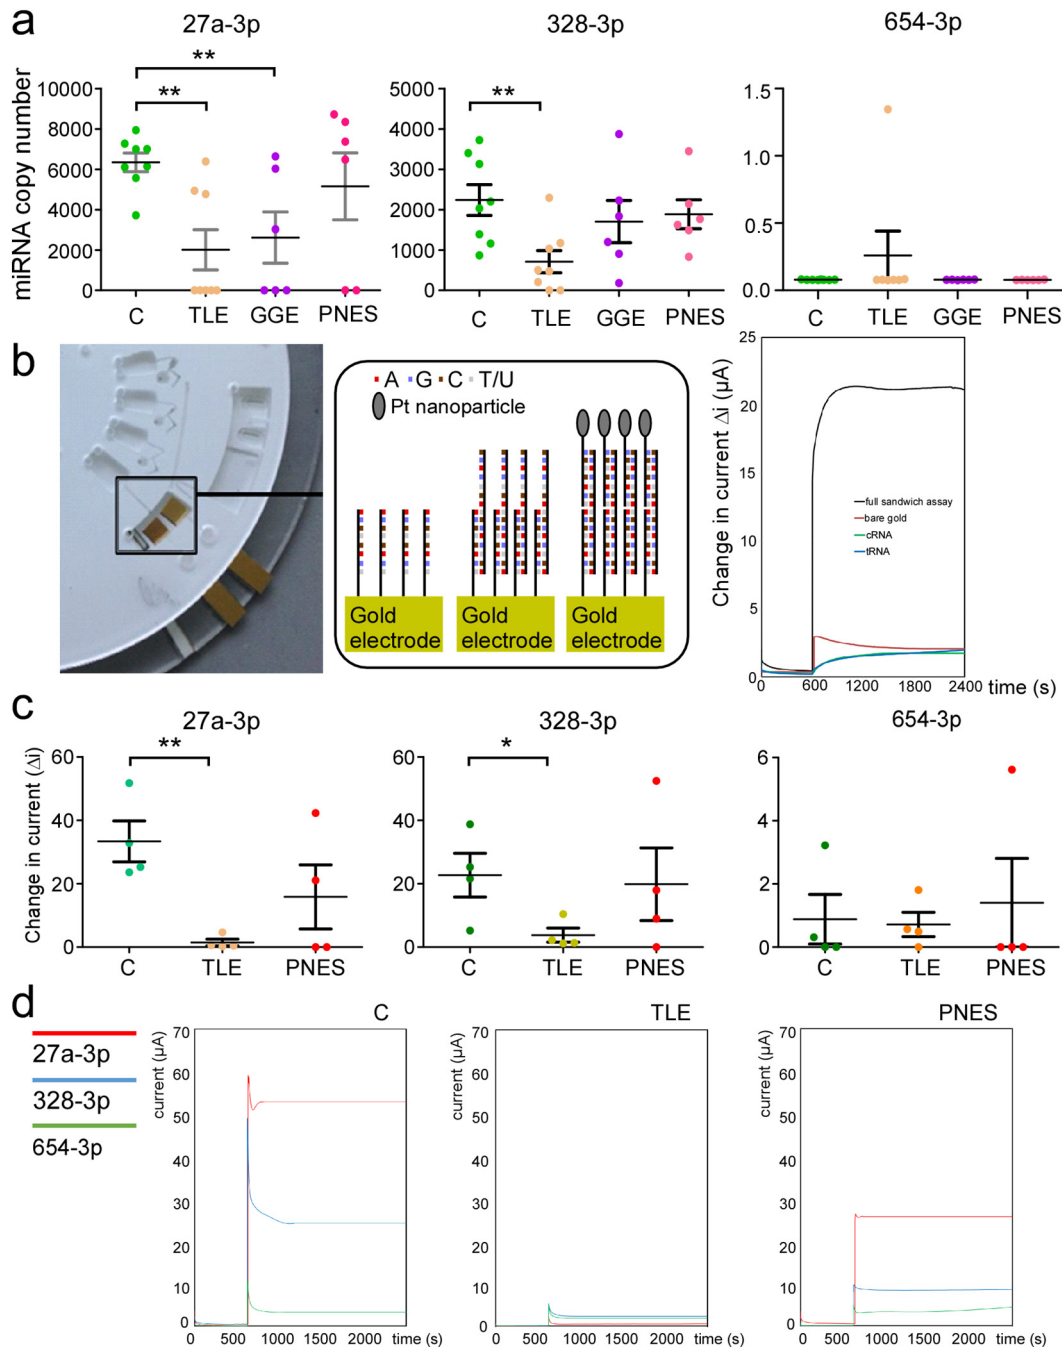 a
27a-3p
328-3p
654-3p
miRNA copy number
10000
8000
6000
4000
2000
0
**
**
C
TLE
GGE
PNES
5000
4000
3000
2000
1000
0
**
C
TLE
GGE
PNES
1.5
1.0
0.5
0.0
C
TLE
GGE
PNES
b
A G C T/U
Pt nanoparticle
Gold
electrode
Gold
electrode
Gold
electrode
Change in current Δi (µA)
25
20
15
10
5
0
full sandwich assay
bare gold
cRNA
tRNA
0 600 1200 1800 2400 time (s)
c
27a-3p
328-3p
654-3p
Change in current (Δi)
60
40
20
0
**
C
TLE
PNES
60
40
20
0
*
C
TLE
PNES
6
4
2
0
C
TLE
PNES
d
27a-3p
328-3p
654-3p
C
current (µA)
70
60
50
40
30
20
10
0
0 500 1000 1500 2000 time (s)
TLE
current (µA)
70
60
50
40
30
20
10
0
0 500 1000 1500 2000 time (s)
PNES
current (µA)
70
60
50
40
30
20
10
0
0 500 1000 1500 2000 time (s)